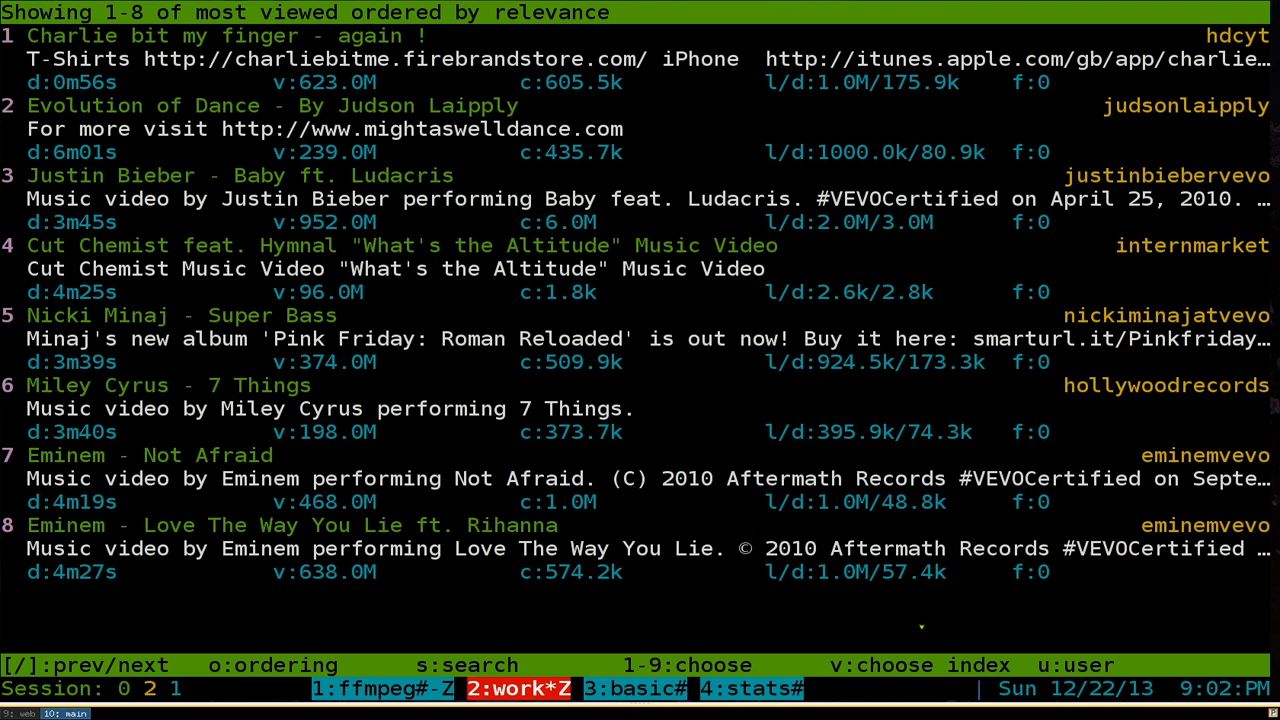 Showing 1-8 of most viewed ordered by relevance
1 Charlie bit my finger - again ! hdcyt
T-Shirts http://charliebitme.firebrandstore.com/ iPhone  http://itunes.apple.com/gb/app/charlie…
d:0m56s v:623.0M c:605.5k l/d:1.0M/175.9k f:0
2 Evolution of Dance - By Judson Laipply judsonlaipply
For more visit http://www.mightaswelldance.com
d:6m01s v:239.0M c:435.7k l/d:1000.0k/80.9k f:0
3 Justin Bieber - Baby ft. Ludacris justinbiebervevo
Music video by Justin Bieber performing Baby feat. Ludacris. #VEVOCertified on April 25, 2010. …
d:3m45s v:952.0M c:6.0M l/d:2.0M/3.0M f:0
4 Cut Chemist feat. Hymnal "What's the Altitude" Music Video internmarket
Cut Chemist Music Video "What's the Altitude" Music Video
d:4m25s v:96.0M c:1.8k l/d:2.6k/2.8k f:0
5 Nicki Minaj - Super Bass nickiminajatvevo
Minaj's new album 'Pink Friday: Roman Reloaded' is out now! Buy it here: smarturl.it/Pinkfriday…
d:3m39s v:374.0M c:509.9k l/d:924.5k/173.3k f:0
6 Miley Cyrus - 7 Things hollywoodrecords
Music video by Miley Cyrus performing 7 Things.
d:3m40s v:198.0M c:373.7k l/d:395.9k/74.3k f:0
7 Eminem - Not Afraid eminemvevo
Music video by Eminem performing Not Afraid. (C) 2010 Aftermath Records #VEVOCertified on Septe…
d:4m19s v:468.0M c:1.0M l/d:1.0M/48.8k f:0
8 Eminem - Love The Way You Lie ft. Rihanna eminemvevo
Music video by Eminem performing Love The Way You Lie. © 2010 Aftermath Records #VEVOCertified …
d:4m27s v:638.0M c:574.2k l/d:1.0M/57.4k f:0
[/]:prev/next o:ordering s:search 1-9:choose v:choose index u:user
Session: 0 2 1 1:ffmpeg#-Z 2:work*Z 3:basic# 4:stats# | Sun 12/22/13 9:02:PM
9: web 10: main